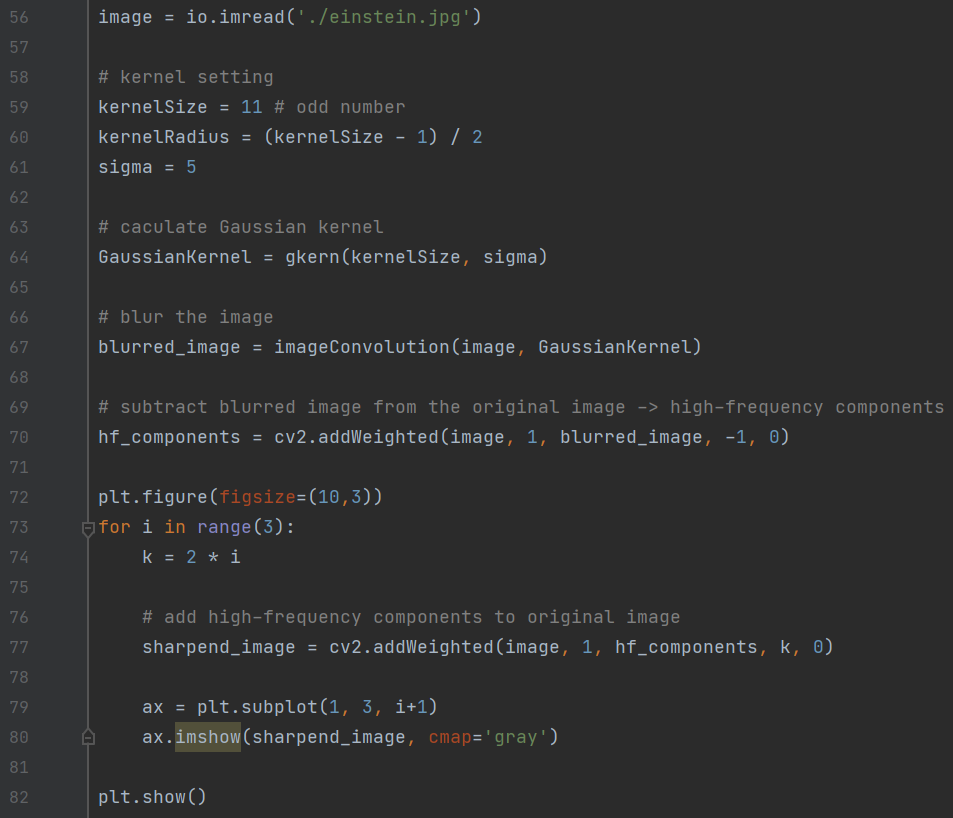 56 image = io.imread('./einstein.jpg')
57
58 # kernel setting
59 kernelSize = 11 # odd number
60 kernelRadius = (kernelSize - 1) / 2
61 sigma = 5
62
63 # caculate Gaussian kernel
64 GaussianKernel = gkern(kernelSize, sigma)
65
66 # blur the image
67 blurred_image = imageConvolution(image, GaussianKernel)
68
69 # subtract blurred image from the original image -> high-frequency components
70 hf_components = cv2.addWeighted(image, 1, blurred_image, -1, 0)
71
72 plt.figure(figsize=(10,3))
73 for i in range(3):
74     k = 2 * i
75
76     # add high-frequency components to original image
77     sharpend_image = cv2.addWeighted(image, 1, hf_components, k, 0)
78
79     ax = plt.subplot(1, 3, i+1)
80     ax.imshow(sharpend_image, cmap='gray')
81
82 plt.show()